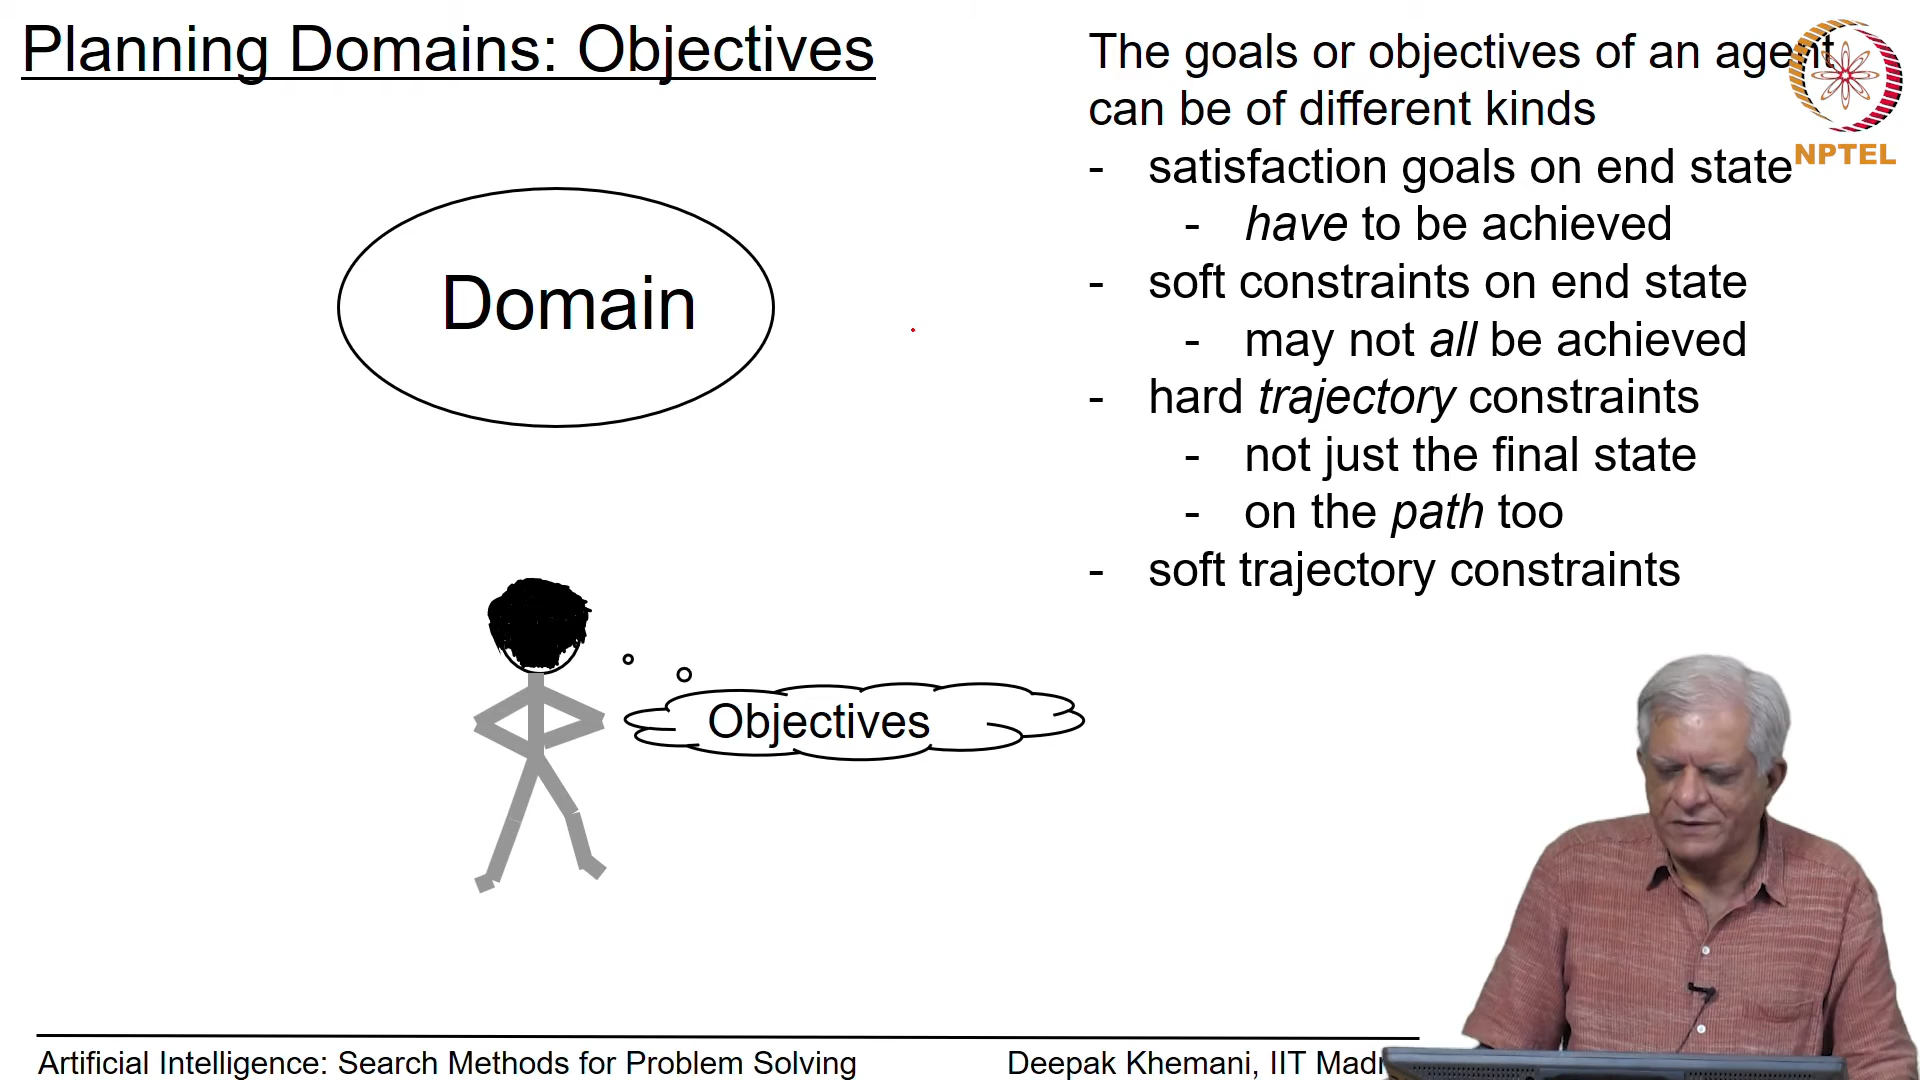 Planning Domains: Objectives
The goals or objectives of an agent
can be of different kinds
- satisfaction goals on end state
- have to be achieved
- soft constraints on end state
- may not all be achieved
- hard trajectory constraints
- not just the final state
- on the path too
- soft trajectory constraints
NPTEL
Domain
Objectives
Artificial Intelligence: Search Methods for Problem Solving
Deepak Khemani, IIT Madr